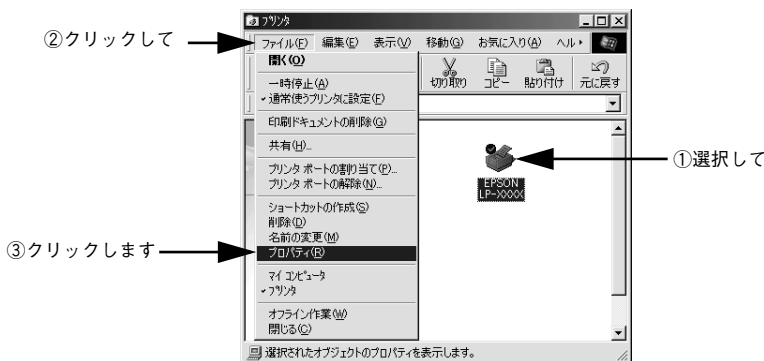 プリンタ
②クリックして
ファイル(F) 編集(E) 表示(V) 移動(G) お気に入り(A) ヘル
開く(O)
一時停止(A)
通常使うプリンタに設定(F)
印刷ドキュメントの削除(G)
共有(H)...
プリンタ ポートの割り当て(P)...
プリンタ ポートの解除(N)...
ショートカットの作成(S)
削除(D)
名前の変更(M)
プロパティ(R)
マイ コンピュータ
プリンタ
オフライン作業(W)
閉じる(C)
切り取り コピー 貼り付け 元に戻す
EPSON
LP-XXXX
①選択して
③クリックします
選択されたオブジェクトのプロパティを表示します。